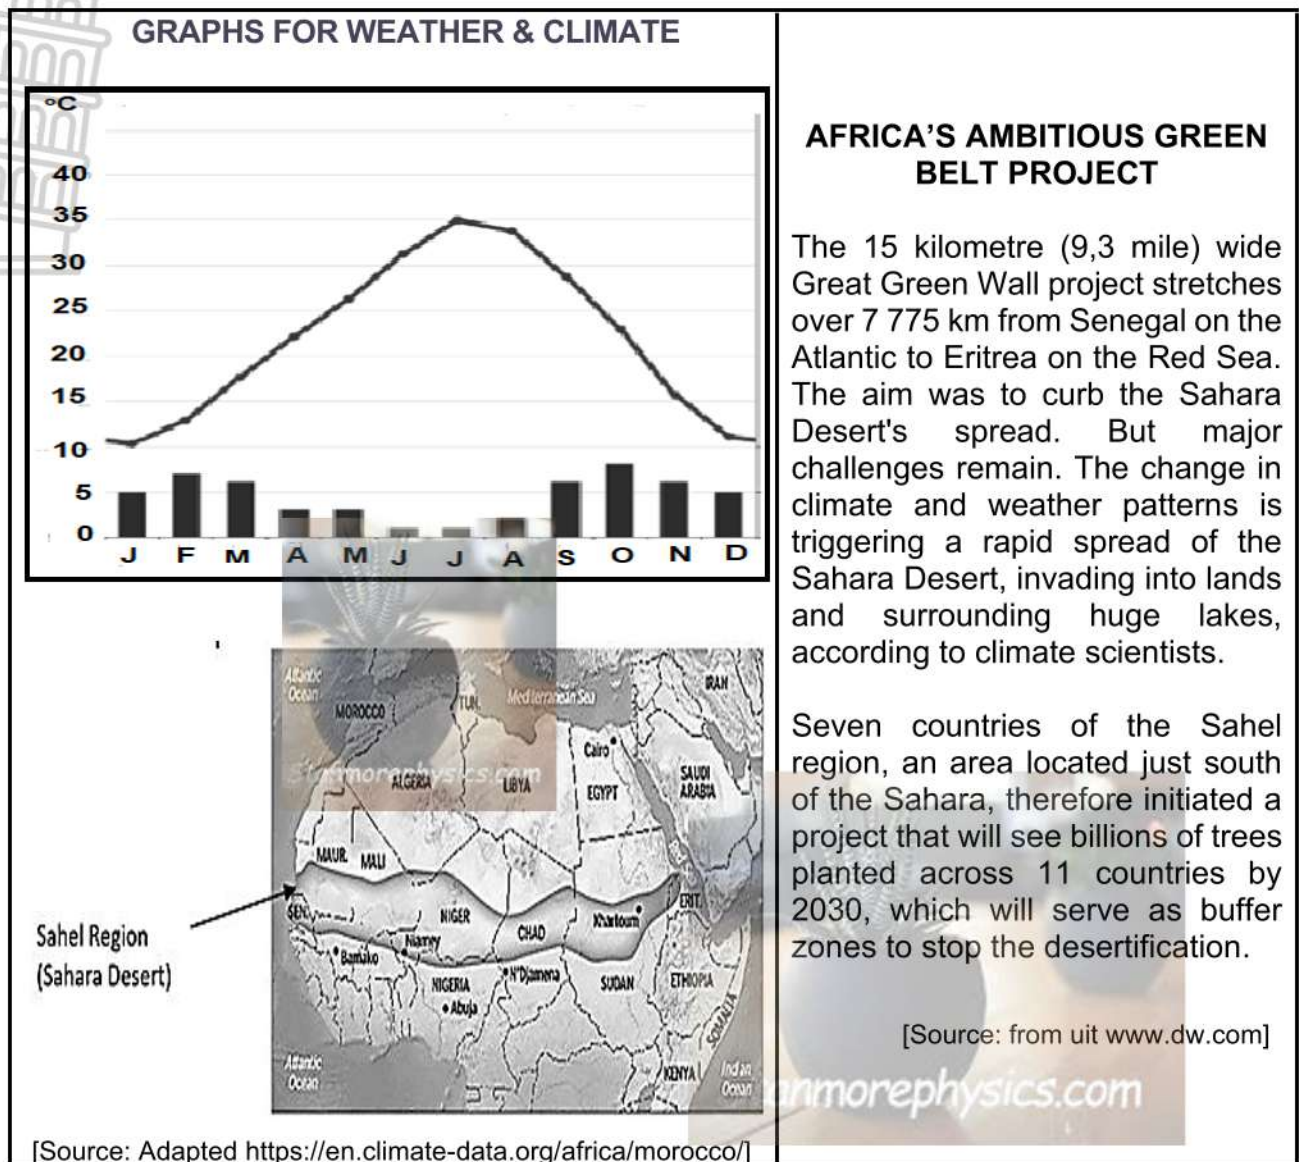 GRAPHS FOR WEATHER & CLIMATE
°C
40
35
30
25
20
15
10
5
0
J F M A M J J A S O N D
Atlantic
Ocean
MOROCCO
TUN.
Mediterranean Sea
IRAN
Cairo
ALGERIA
LIBYA
EGYPT
SAUDI
ARABIA
Stanmorephysics.com
MAUR.
MALI
SEN.
NIGER
CHAD
Khartoum
ERIT.
Niamey
Bamako
NIGERIA
Abuja
N'Djamena
SUDAN
ETHIOPIA
SOMALIA
KENYA
Atlantic
Ocean
Indian
Ocean
Sahel Region
(Sahara Desert)
[Source: Adapted https://en.climate-data.org/africa/morocco/]
AFRICA'S AMBITIOUS GREEN
BELT PROJECT
The 15 kilometre (9,3 mile) wide
Great Green Wall project stretches
over 7 775 km from Senegal on the
Atlantic to Eritrea on the Red Sea.
The aim was to curb the Sahara
Desert's spread. But major
challenges remain. The change in
climate and weather patterns is
triggering a rapid spread of the
Sahara Desert, invading into lands
and surrounding huge lakes,
according to climate scientists.
Seven countries of the Sahel
region, an area located just south
of the Sahara, therefore initiated a
project that will see billions of trees
planted across 11 countries by
2030, which will serve as buffer
zones to stop the desertification.
[Source: from uit www.dw.com]
anmorephysics.com